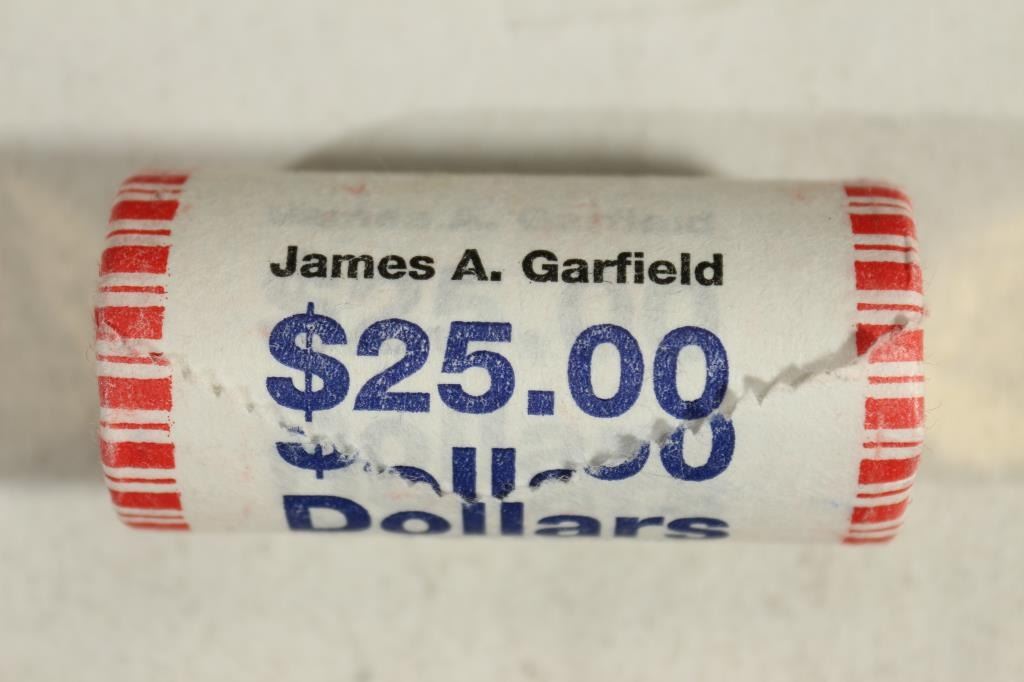 James A. Garfield
$25.00
Dollars